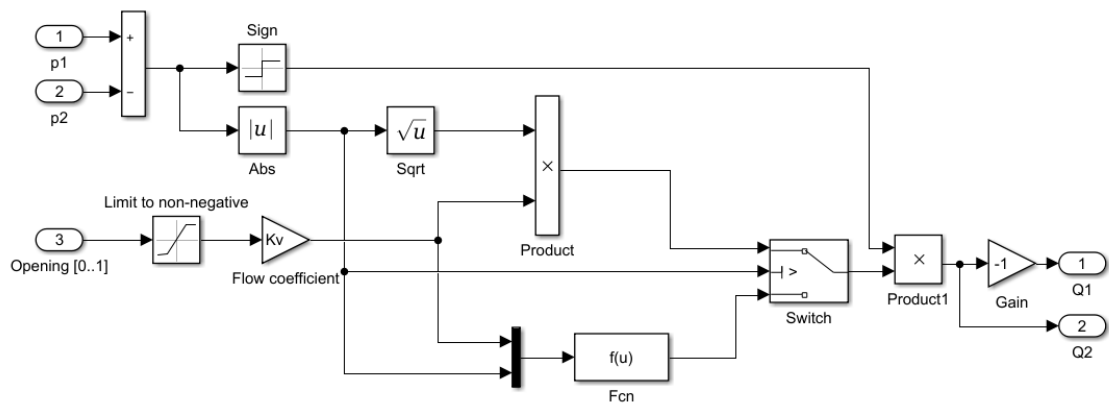 1
p1
2
p2
+
−
Sign
|u|
Abs
√u
Sqrt
×
Product
Limit to non-negative
3
Opening [0..1]
Kv
Flow coefficient
f(u)
Fcn
>
Switch
×
Product1
-1
Gain
1
Q1
2
Q2